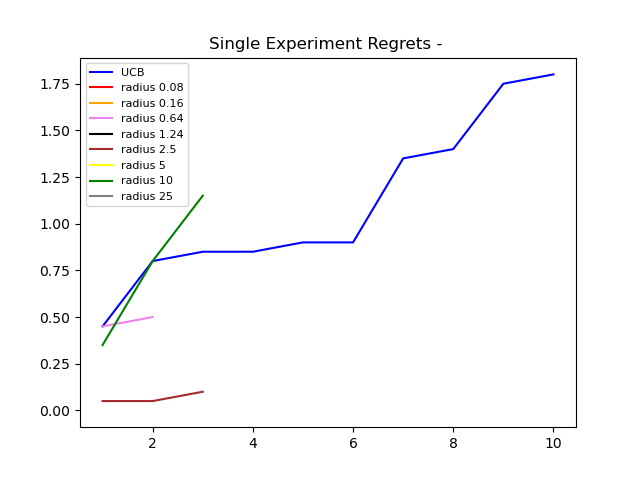 Single Experiment Regrets -
UCB
radius 0.08
radius 0.16
radius 0.64
radius 1.24
radius 2.5
radius 5
radius 10
radius 25
1.75
1.50
1.25
1.00
0.75
0.50
0.25
0.00
2 4 6 8 10